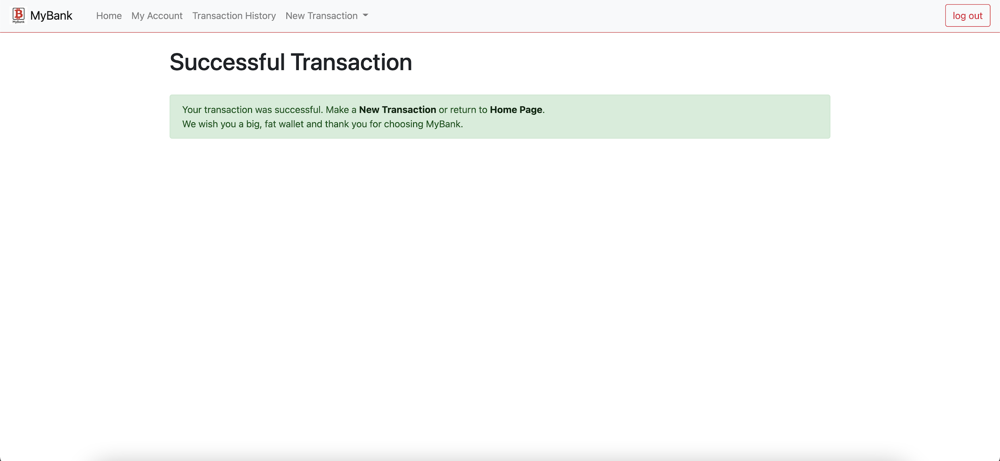 MyBank
MyBank Home My Account Transaction History New Transaction log out
Successful Transaction
Your transaction was successful. Make a New Transaction or return to Home Page.
We wish you a big, fat wallet and thank you for choosing MyBank.